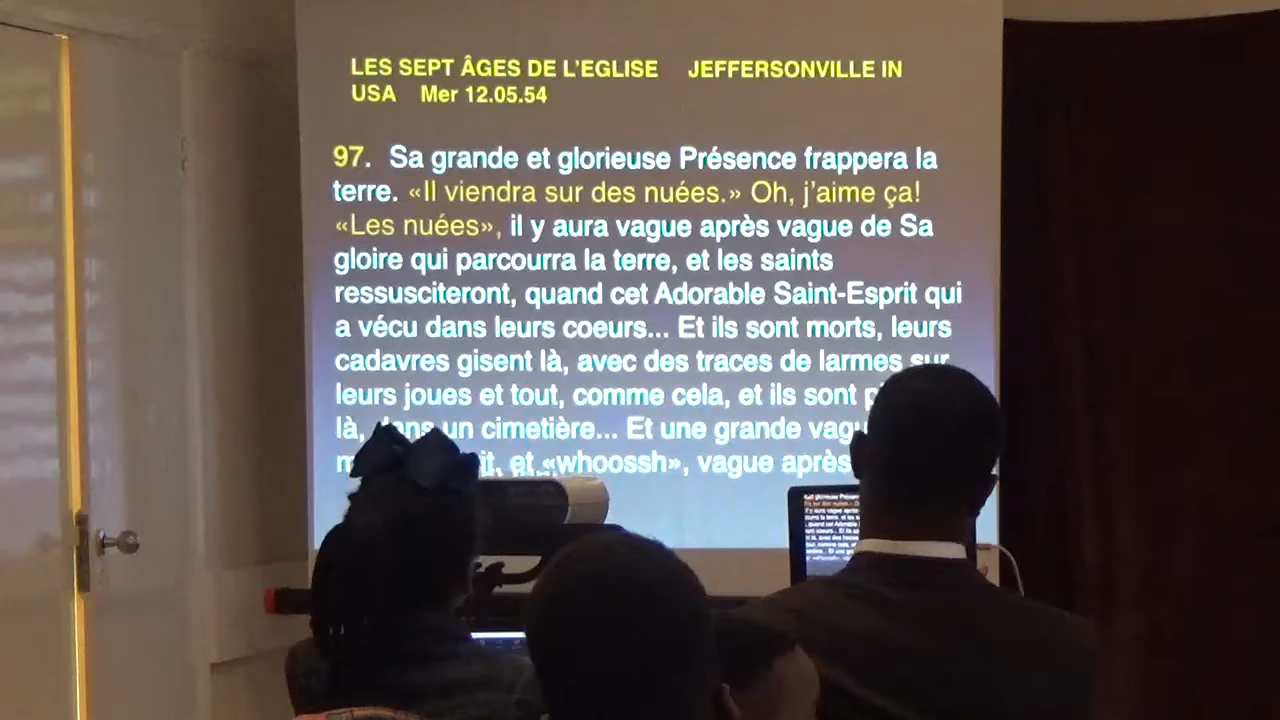 LES SEPT ÂGES DE L'EGLISE JEFFERSONVILLE IN
USA Mer 12.05.54
97. Sa grande et glorieuse Présence frappera la
terre. «Il viendra sur des nuées.» Oh, j'aime ça!
«Les nuées», il y aura vague après vague de Sa
gloire qui parcourra la terre, et les saints
ressusciteront, quand cet Adorable Saint-Esprit qui
a vécu dans leurs coeurs... Et ils sont morts, leurs
cadavres gisent là, avec des traces de larmes sur
leurs joues et tout, comme cela, et ils sont
là, dans un cimetière... Et une grande
et «whoossh», vague après